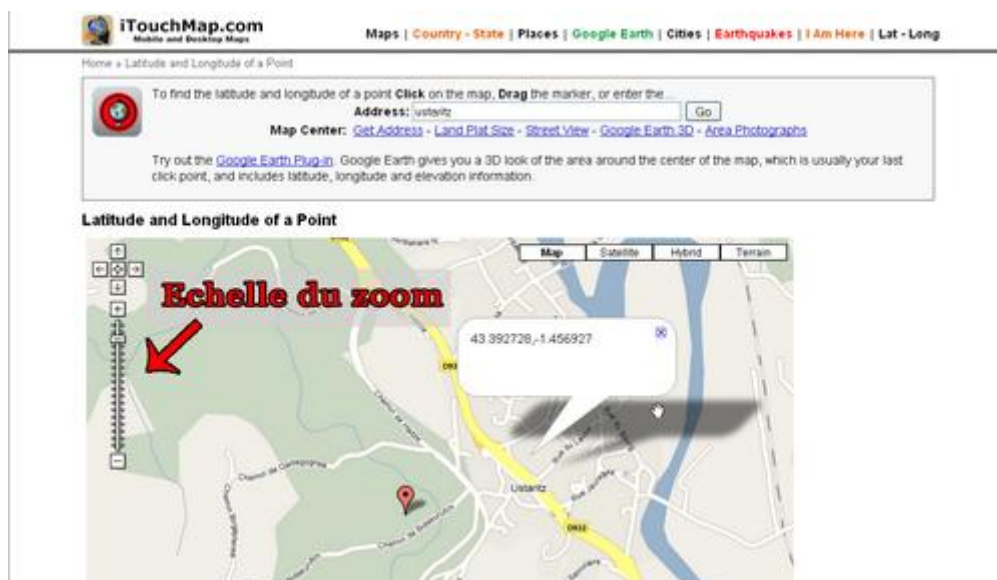 iTouchMap.com
Mobile and Desktop Maps
Maps | Country - State | Places | Google Earth | Cities | Earthquakes | I Am Here | Lat - Long
Home » Latitude and Longitude of a Point
To find the latitude and longitude of a point Click on the map, Drag the marker, or enter the...
Address: ustaritz Go
Map Center: Get Address - Land Plat Size - Street View - Google Earth 3D - Area Photographs
Try out the Google Earth Plug-in. Google Earth gives you a 3D look of the area around the center of the map, which is usually your last
click point, and includes latitude, longitude and elevation information.
Latitude and Longitude of a Point
Map Satellite Hybrid Terrain
Echelle du zoom
43.392728,-1.456927
D932
Ustaritz
D932